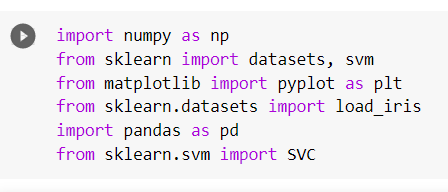 import numpy as np
from sklearn import datasets, svm
from matplotlib import pyplot as plt
from sklearn.datasets import load_iris
import pandas as pd
from sklearn.svm import SVC